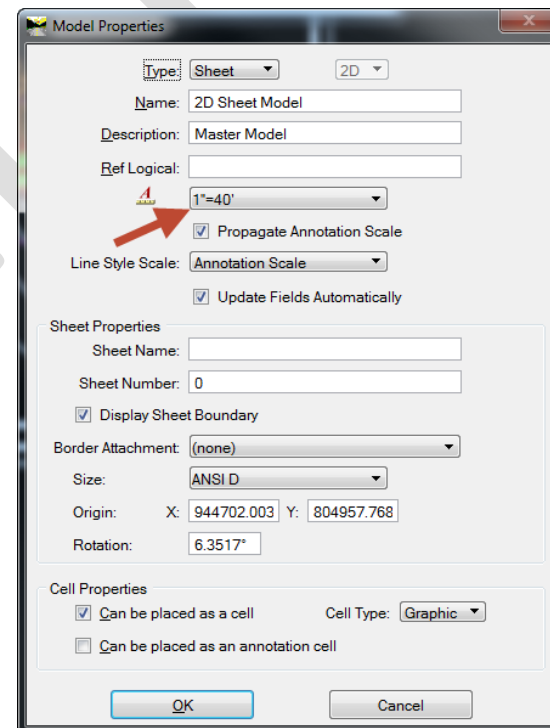 Model Properties
Type: Sheet 2D
Name: 2D Sheet Model
Description: Master Model
Ref Logical:
A 1"=40'
Propagate Annotation Scale
Line Style Scale: Annotation Scale
Update Fields Automatically
Sheet Properties
Sheet Name:
Sheet Number: 0
Display Sheet Boundary
Border Attachment: (none)
Size: ANSI D
Origin: X: 944702.003 Y: 804957.768
Rotation: 6.3517°
Cell Properties
Can be placed as a cell Cell Type: Graphic
Can be placed as an annotation cell
OK Cancel